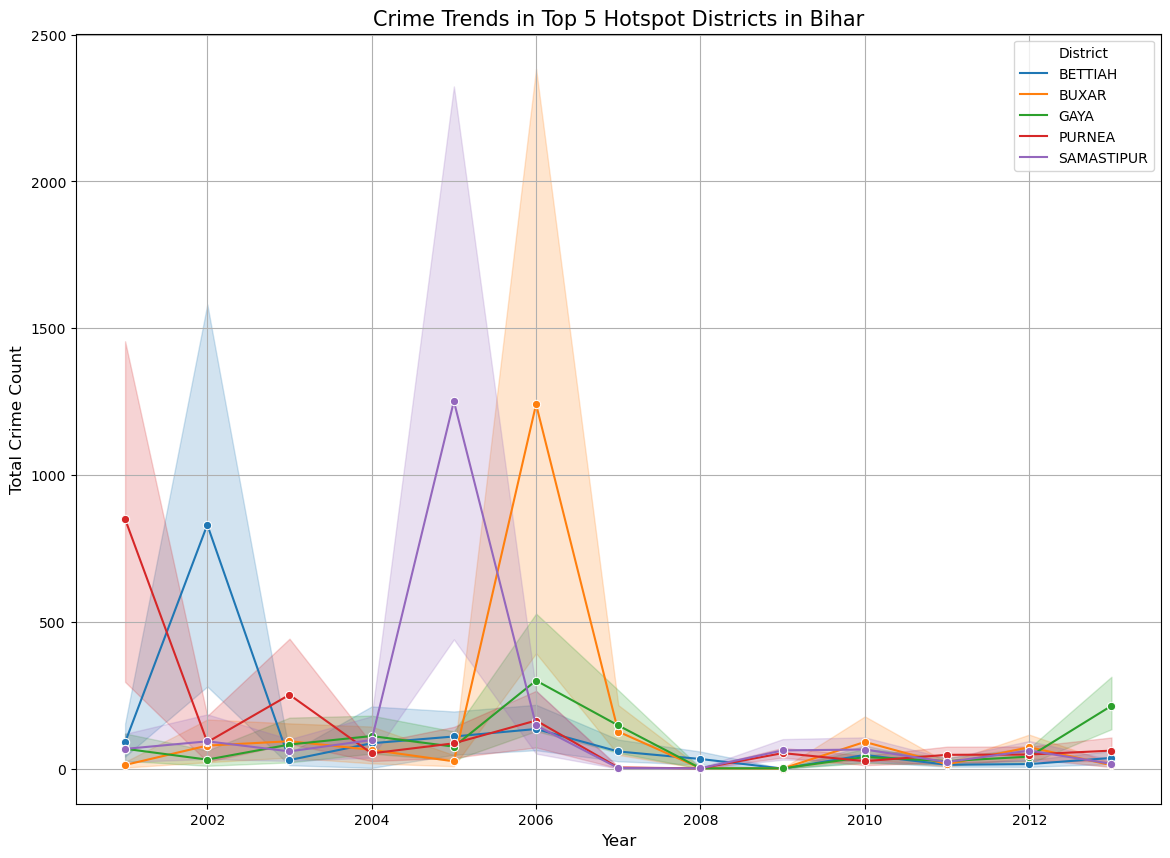 Crime Trends in Top 5 Hotspot Districts in Bihar
2500
2000
1500
1000
500
0
Total Crime Count
District
BETTIAH
BUXAR
GAYA
PURNEA
SAMASTIPUR
2002
2004
2006
2008
2010
2012
Year